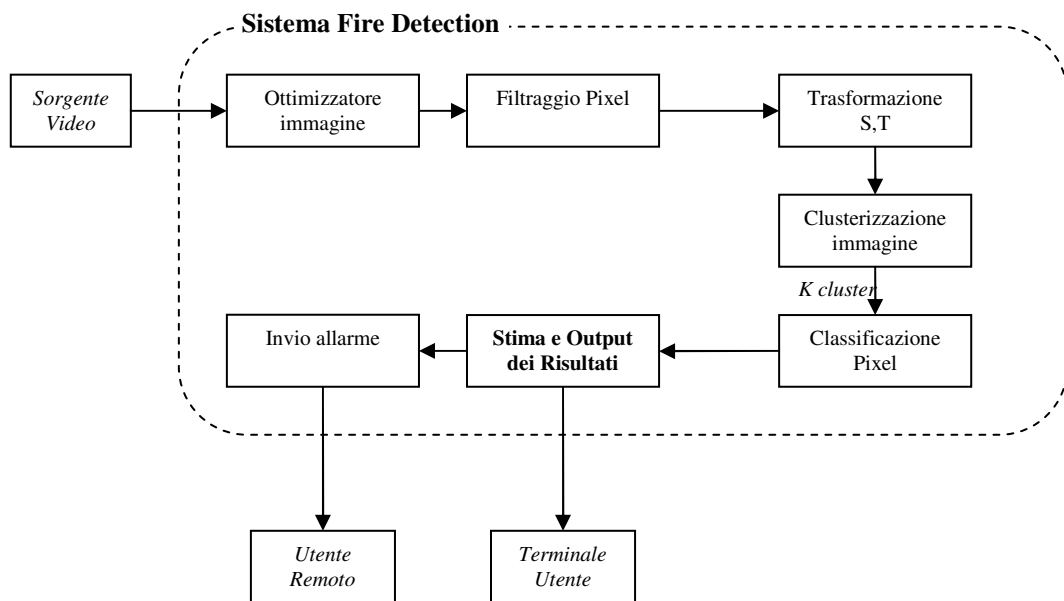 Sistema Fire Detection
Sorgente
Video
Ottimizzatore
immagine
Filtraggio Pixel
Trasformazione
S,T
Clusterizzazione
immagine
K cluster
Classificazione
Pixel
Stima e Output
dei Risultati
Invio allarme
Utente
Remoto
Terminale
Utente